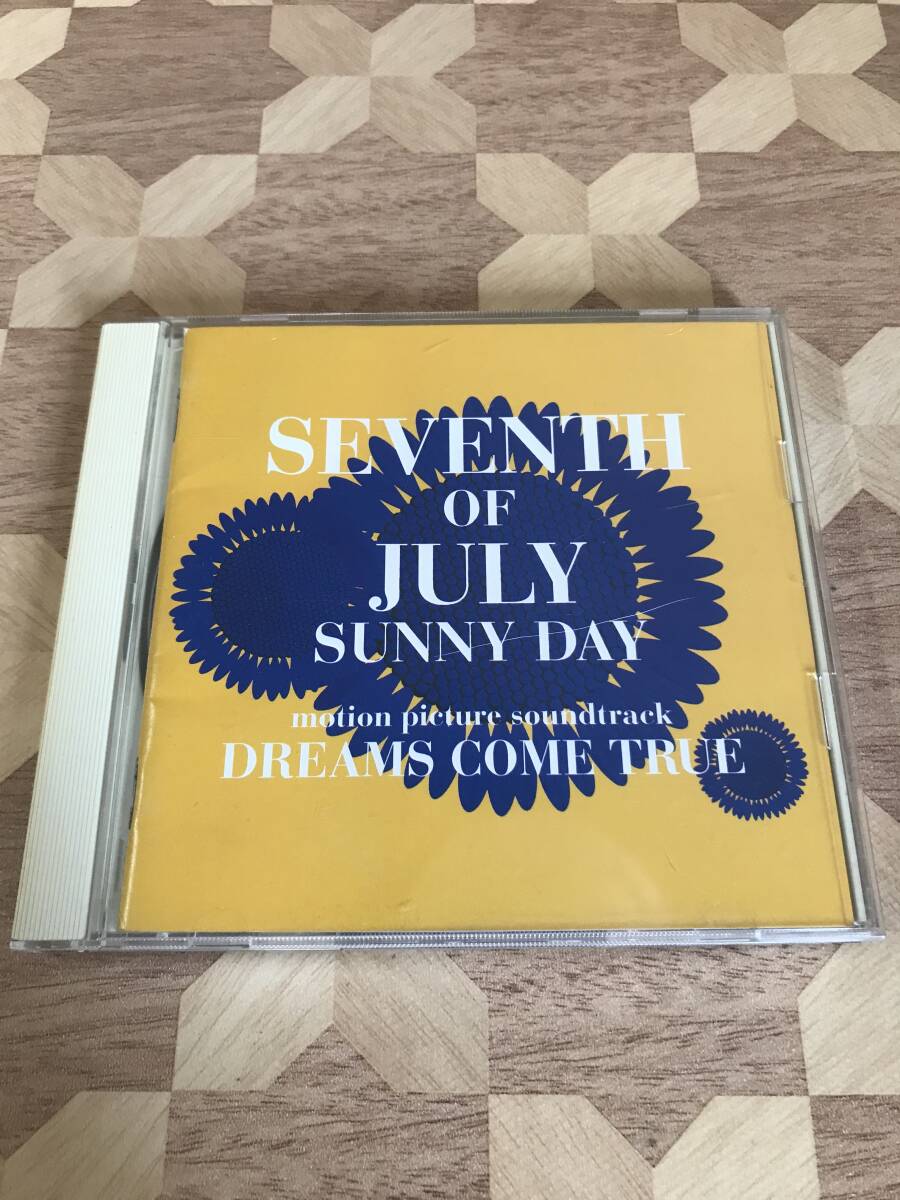 SEVENTH
OF
JULY
SUNNY DAY
motion picture soundtrack
DREAMS COME TRUE